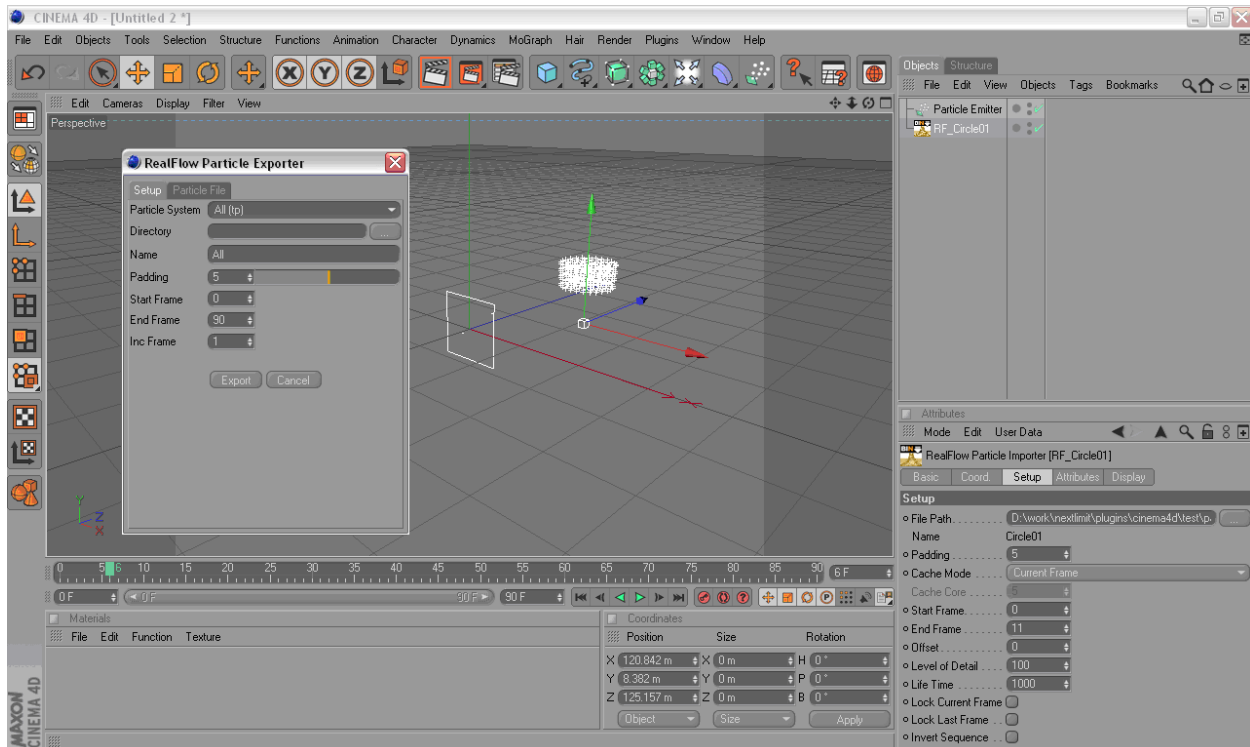 CINEMA 4D - [Untitled 2 *]
File Edit Objects Tools Selection Structure Functions Animation Character Dynamics MoGraph Hair Render Plugins Window Help
Edit Cameras Display Filter View
Perspective
RealFlow Particle Exporter
Setup Particle File
Particle System All (tp)
Directory ...
Name All
Padding 5
Start Frame 0
End Frame 90
Inc Frame 1
Export Cancel
Y
Z
X
Objects Structure
File Edit View Objects Tags Bookmarks
Particle Emitter
RF_Circle01
Attributes
Mode Edit User Data
RealFlow Particle Importer [RF_Circle01]
Basic Coord. Setup Attributes Display
Setup
File Path........ D:\work\nextlimit\plugins\cinema4d\test\p ...
Name Circle01
Padding .......... 5
Cache Mode ..... Current Frame
Cache Core ...... 5
Start Frame....... 0
End Frame ....... 11
Offset............ 0
Level of Detail .... 100
Life Time ........ 1000
Lock Current Frame
Lock Last Frame . .
Invert Sequence . .
0 5 6 10 15 20 25 30 35 40 45 50 55 60 65 70 75 80 85 90 6 F
0 F 0 F 90 F 90 F
Materials
File Edit Function Texture
Coordinates
Position Size Rotation
X 120.842 m X 0 m H 0 °
Y 8.382 m Y 0 m P 0 °
Z 125.157 m Z 0 m B 0 °
Object Size Apply
MAXON
CINEMA 4D